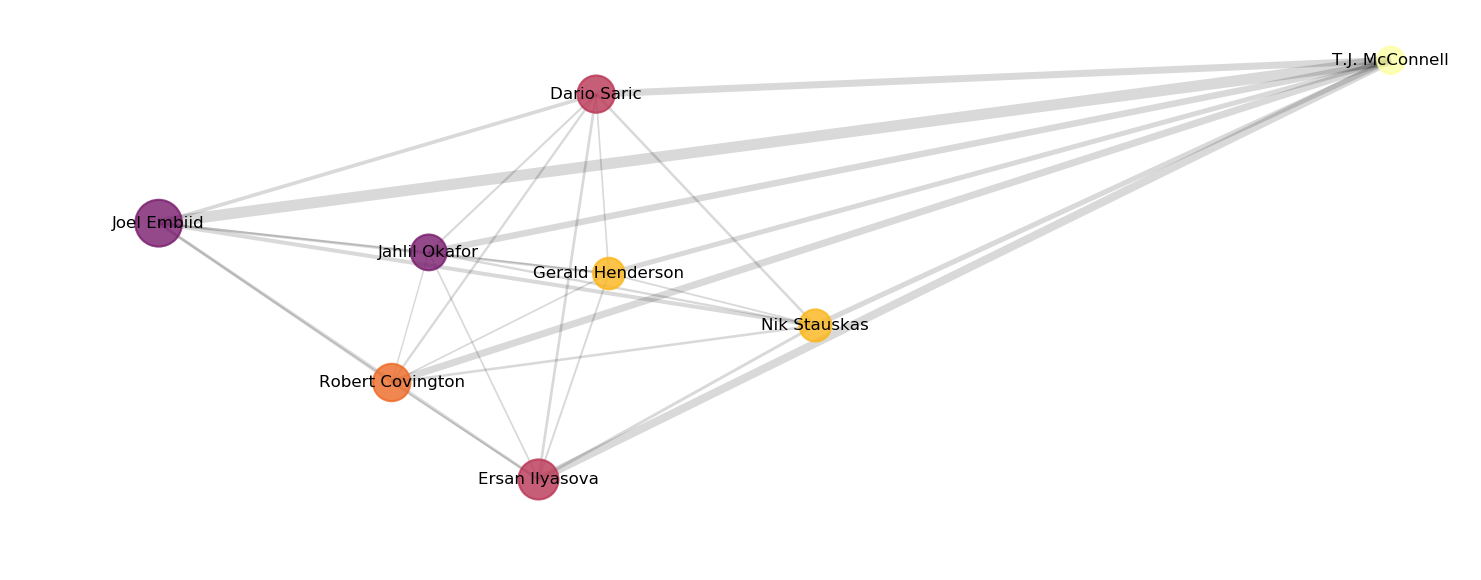 T.J. McConnell
Dario Saric
Joel Embiid
Jahlil Okafor
Gerald Henderson
Nik Stauskas
Robert Covington
Ersan Ilyasova